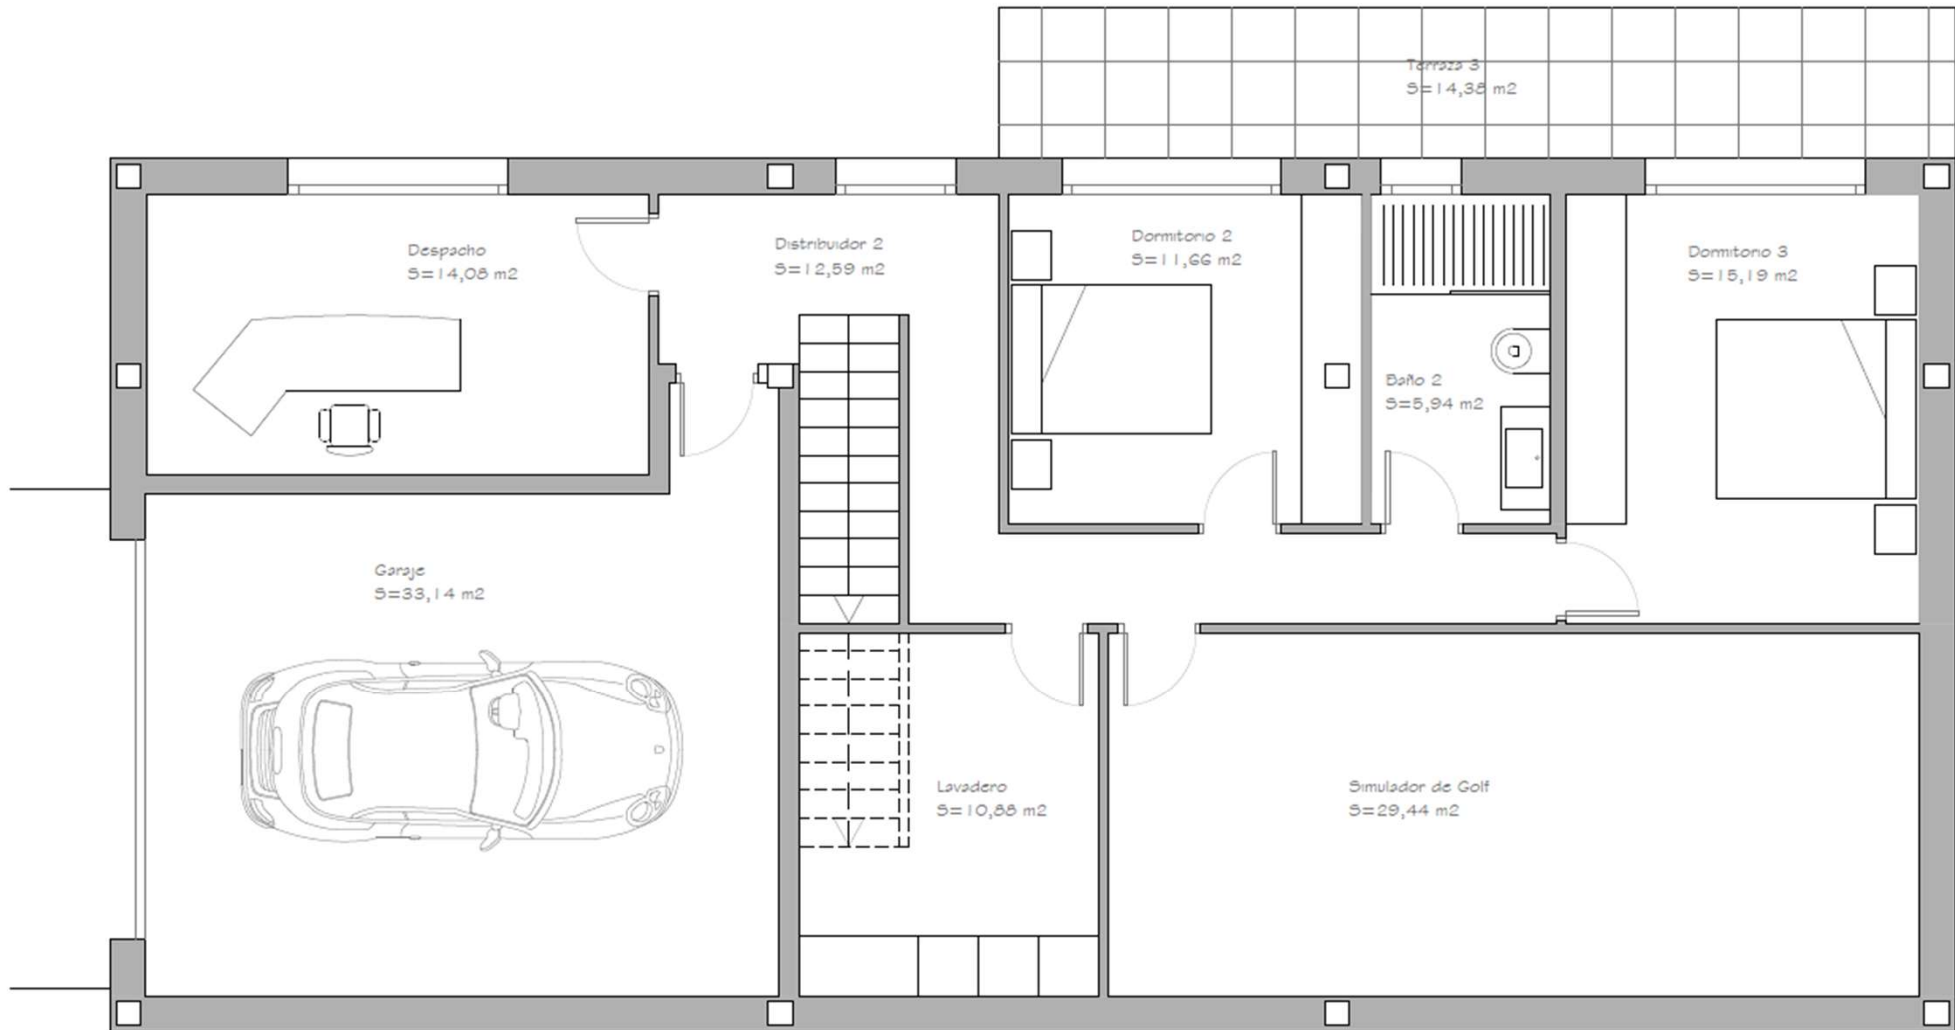 Terraza 3
S=14,38 m2
Despacho
S=14,08 m2
Distribuidor 2
S=12,59 m2
Dormitorio 2
S=11,66 m2
Dormitorio 3
S=15,19 m2
Baño 2
S=5,94 m2
Garaje
S=33,14 m2
Lavadero
S=10,88 m2
Simulador de Golf
S=29,44 m2